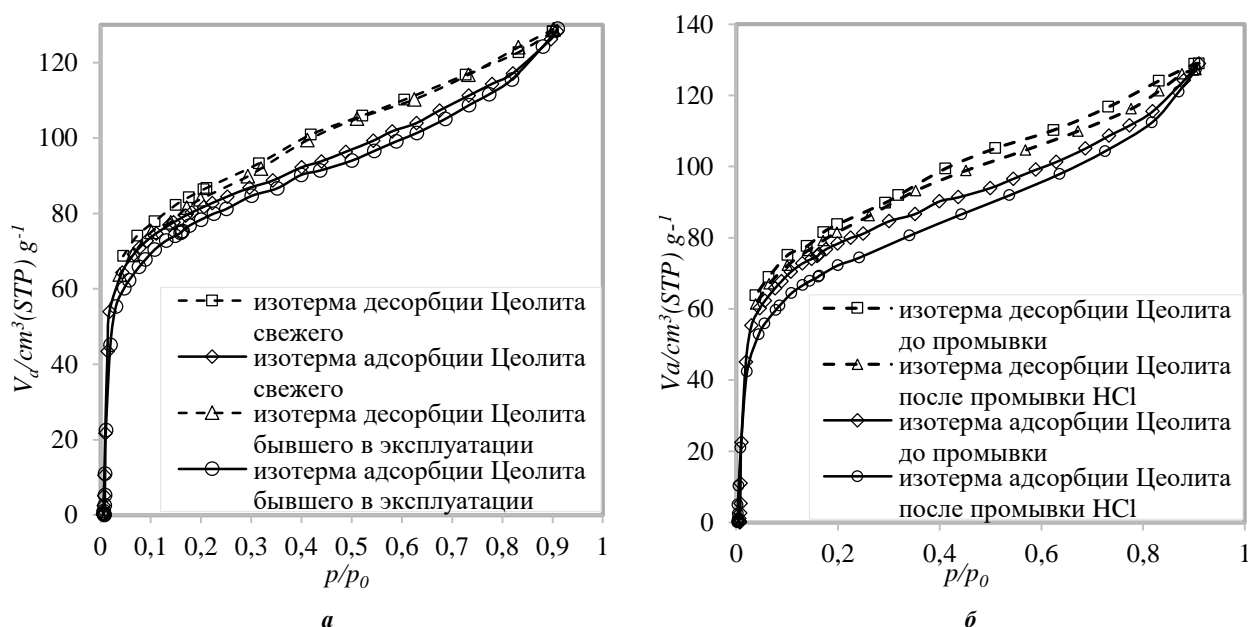 120
100
80
60
40
20
0
V_a/cm³(STP) g⁻¹
изотерма десорбции Цеолита
свежего
изотерма адсорбции Цеолита
свежего
изотерма десорбции Цеолита
бывшего в эксплуатации
изотерма адсорбции Цеолита
бывшего в эксплуатации
0 0,1 0,2 0,3 0,4 0,5 0,6 0,7 0,8 0,9 1
p/p₀
а
140
120
100
80
60
40
20
0
Va/cm³(STP) g⁻¹
изотерма десорбции Цеолита
до промывки
изотерма десорбции Цеолита
после промывки HCl
изотерма адсорбции Цеолита
до промывки
изотерма адсорбции Цеолита
после промывки HCl
0 0,2 0,4 0,6 0,8 1
p/p₀
б